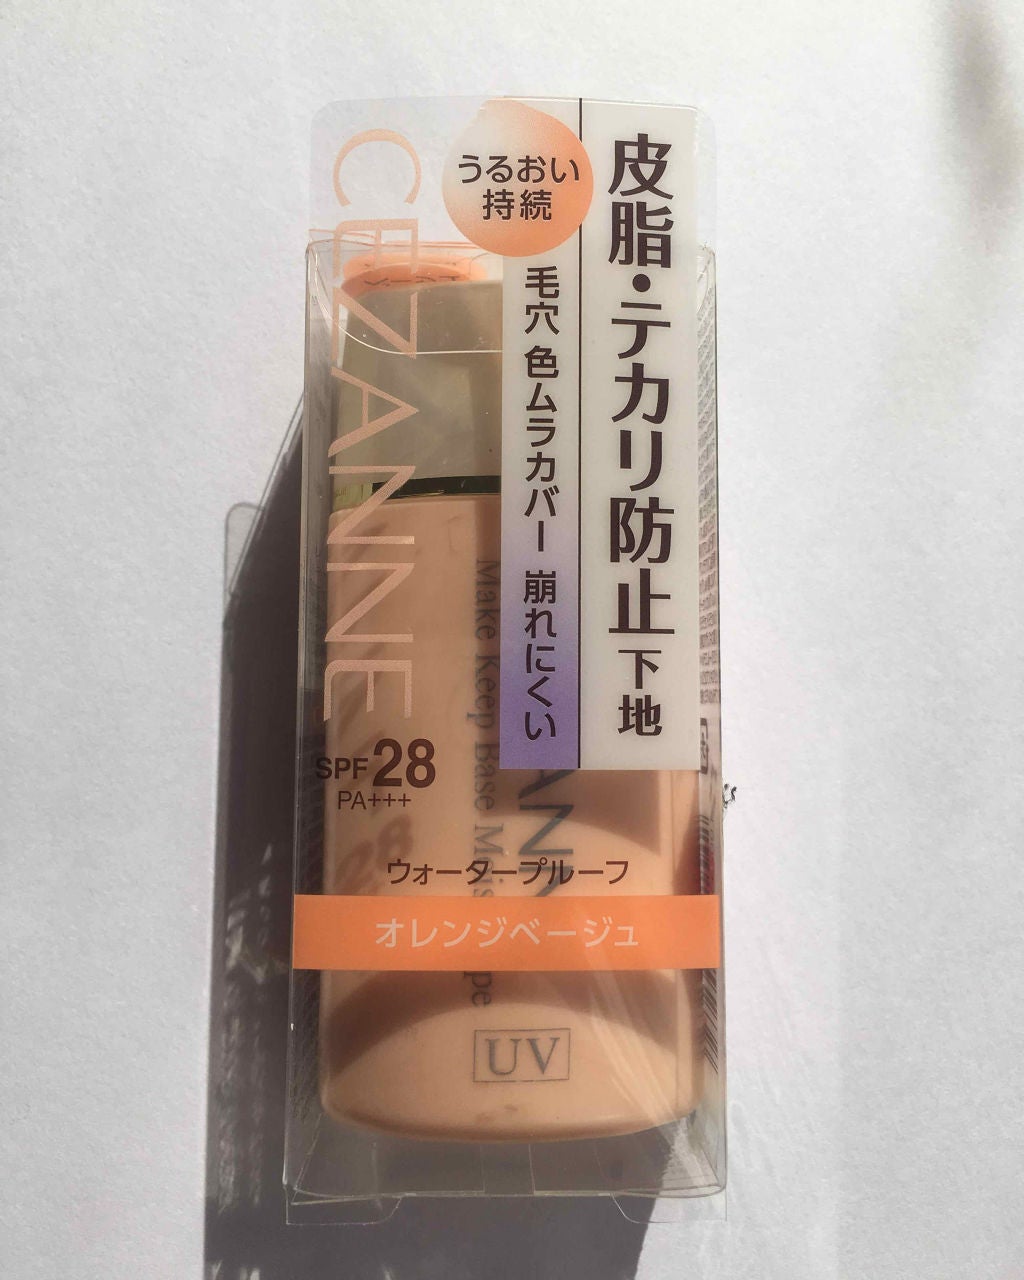 皮脂・テカリ防止下地
うるおい
持続
毛穴 色ムラカバー 崩れにくい
CEZANNE
SPF28
PA+++
Make Keep Base Mois
ウォータープルーフ
オレンジベージュ
UV